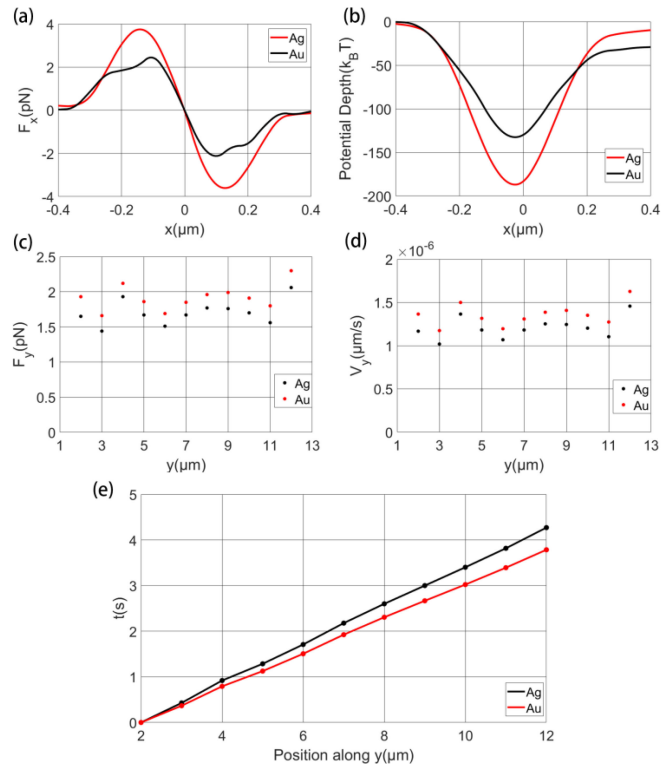 (a)
4
2
0
-2
-4
F_x(pN)
Ag
Au
-0.4 -0.2 0 0.2 0.4
x(μm)
(b)
0
-50
-100
-150
-200
Potential Depth(k_BT)
Ag
Au
-0.4 -0.2 0 0.2 0.4
x(μm)
(c)
2.5
2
1.5
1
0.5
0
F_y(pN)
Ag
Au
1 3 5 7 9 11 13
y(μm)
(d)
×10^-6
2
1.5
1
0.5
0
V_y(μm/s)
Ag
Au
1 3 5 7 9 11 13
y(μm)
(e)
5
4
3
2
1
0
t(s)
Ag
Au
2 4 6 8 10 12
Position along y(μm)